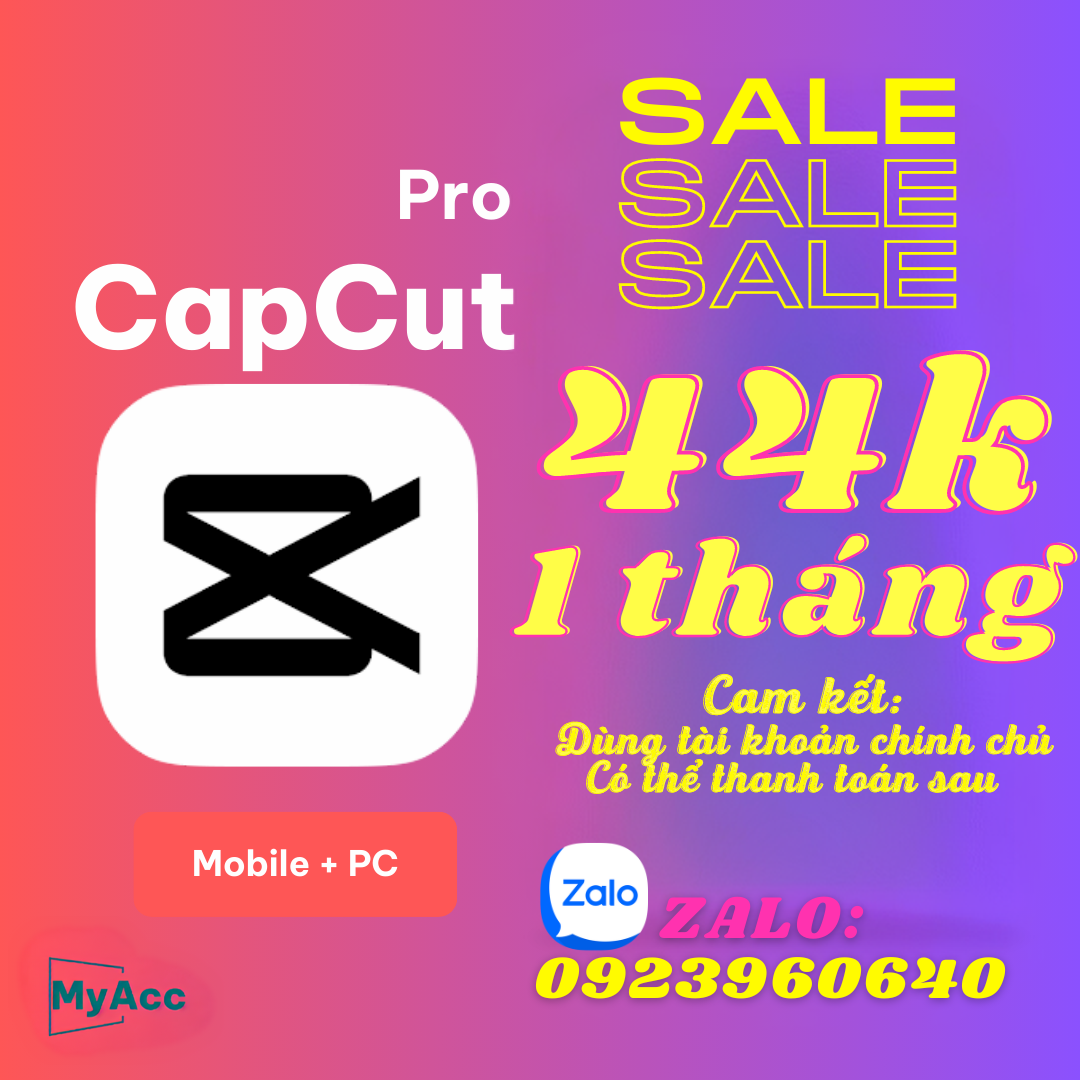 Pro
CapCut
Mobile + PC
MyAcc
SALE
SALE
SALE
44k
1 tháng
Cam kết:
Dùng tài khoản chính chủ
Có thể thanh toán sau
Zalo
ZALO:
0923960640